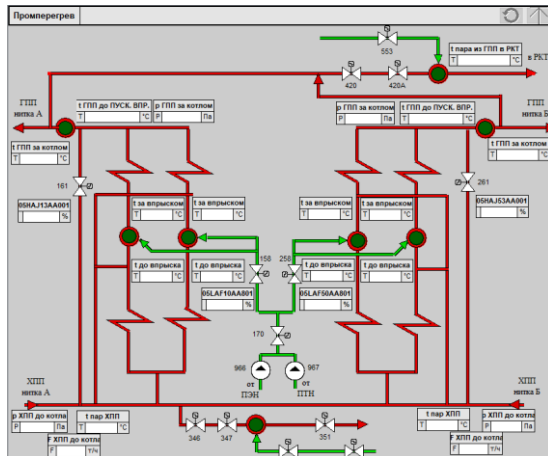 Промперегрев
553
t пара из ГПП в РКТ
T °C
420
420A
в РКТ
ГПП
нитка А
t ГПП до ПУСК. ВПР.
T °C
p ГПП за котлом
P Па
p ГПП за котлом
P Па
t ГПП до ПУСК. ВПР.
T °C
ГПП
нитка Б
t ГПП за котлом
T °C
t ГПП за котлом
T °C
161
261
05HAJ13AA001
%
05HAJ53AA001
%
t за впрыском
T °C
t за впрыском
T °C
t за впрыском
T °C
t за впрыском
T °C
t до впрыска
T °C
t до впрыска
T °C
t до впрыска
T °C
t до впрыска
T °C
158
258
05LAF10AA001
%
05LAF50AA001
%
170
966
967
от
ПЭН
от
ПТН
ХПП
нитка А
ХПП
нитка Б
p ХПП до котла
P Па
t пар ХПП
T °C
t пар ХПП
T °C
p ХПП до котла
P Па
F ХПП до котла
F т/ч
F ХПП до котла
F т/ч
346
347
351